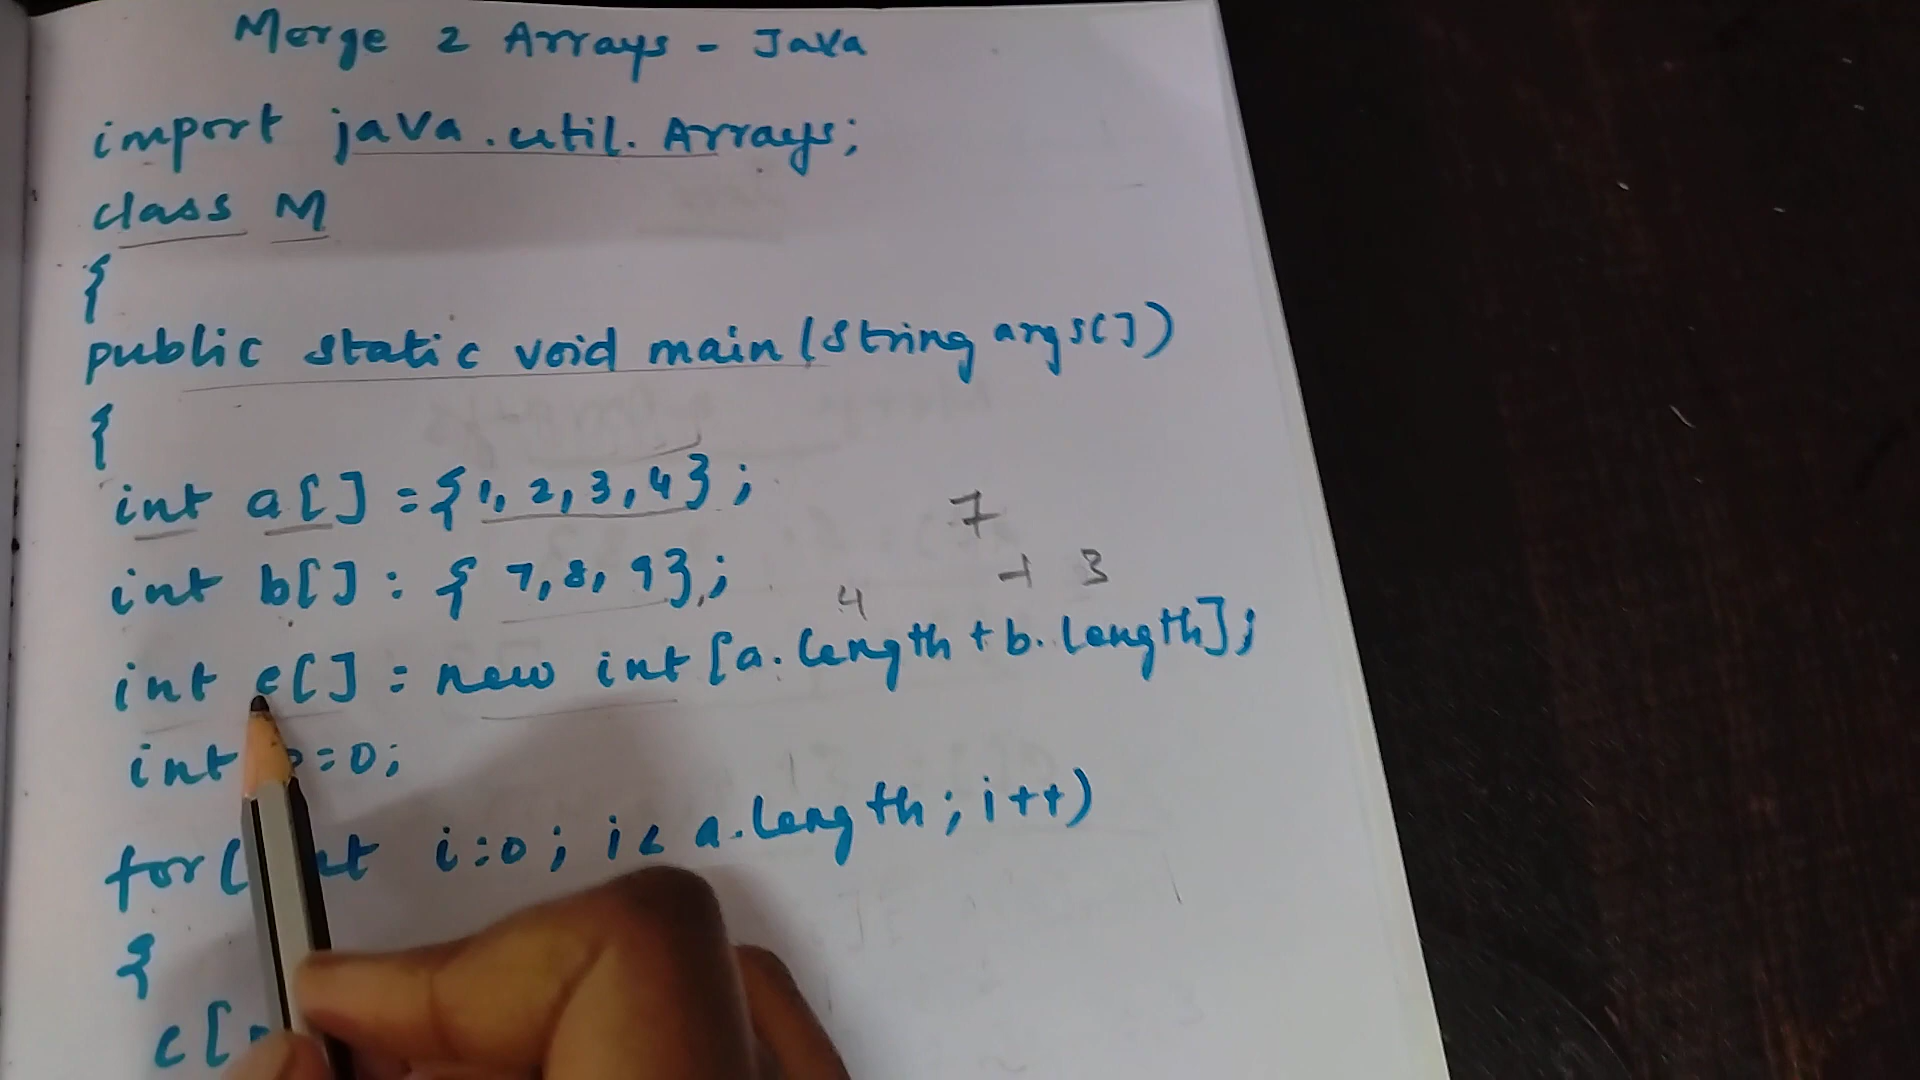 Merge 2 Arrays - Java
import java.util.Arrays;
class M
{
public static void main(String args[])
{
int a[] = {1, 2, 3, 4};
7
int b[] = { 7, 8, 9};
4 + 3
int c[] = new int [a.length + b.length];
int =0;
for( i=0; i< a.length; i++)
{
c[